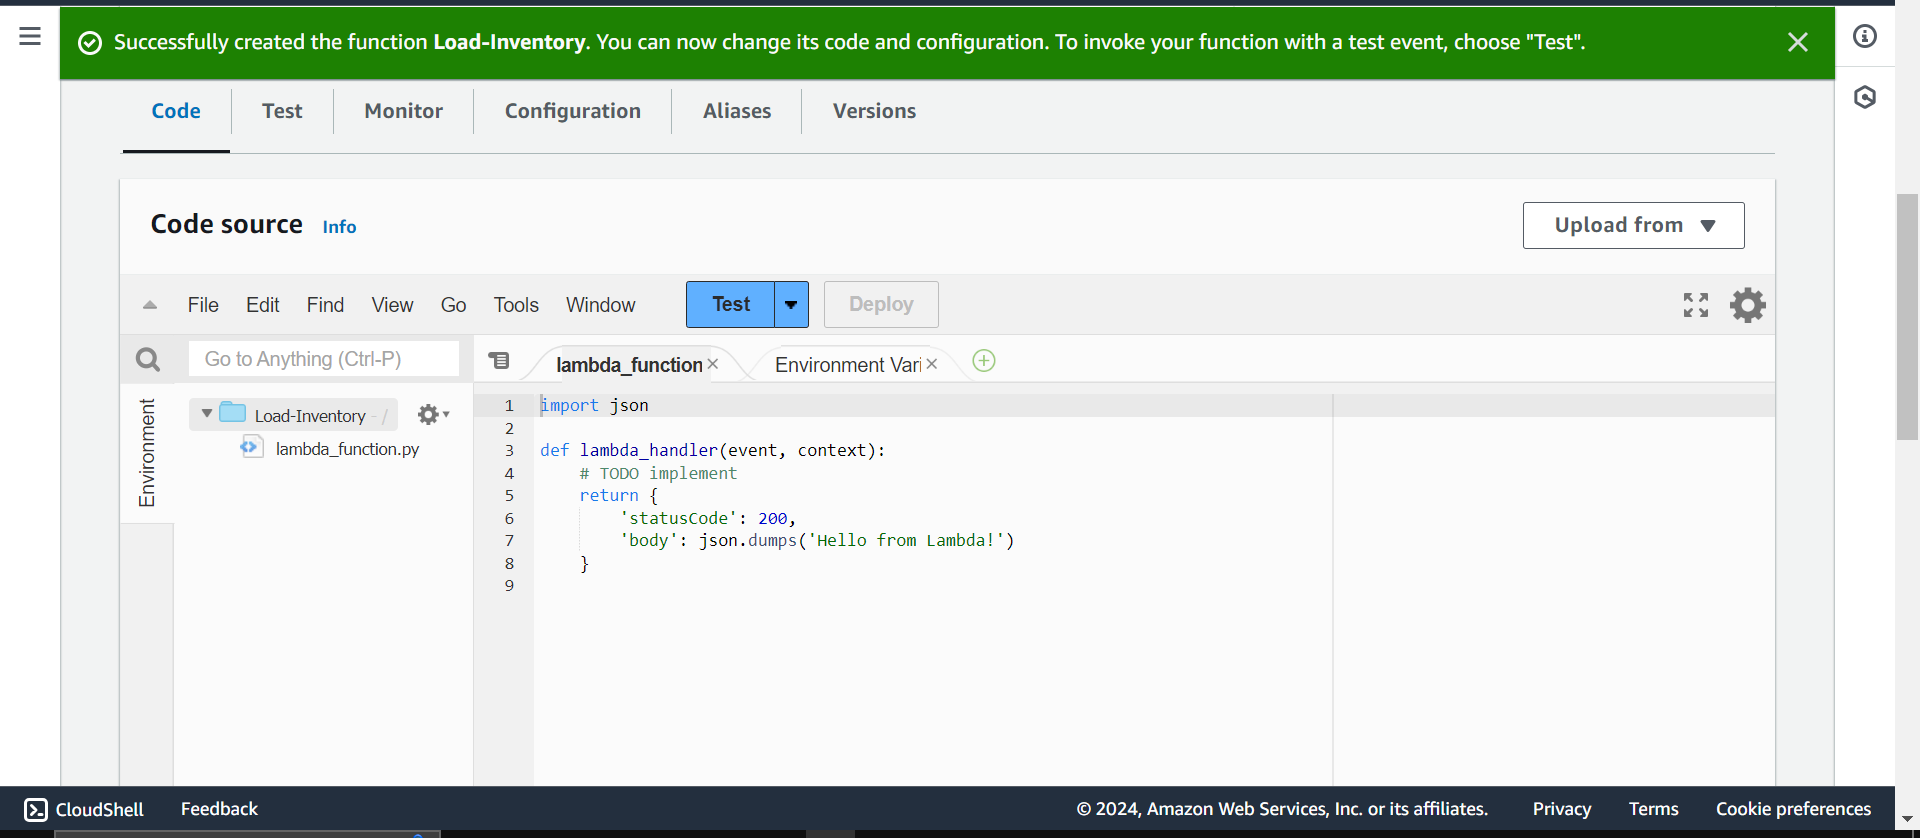 Successfully created the function Load-Inventory. You can now change its code and configuration. To invoke your function with a test event, choose "Test".
Code Test Monitor Configuration Aliases Versions
Code source Info
Upload from
File Edit Find View Go Tools Window Test Deploy
Go to Anything (Ctrl-P)
lambda_function Environment Vari
Environment
Load-Inventory - /
lambda_function.py
1 import json
2
3 def lambda_handler(event, context):
4     # TODO implement
5     return {
6         'statusCode': 200,
7         'body': json.dumps('Hello from Lambda!')
8     }
9
CloudShell Feedback © 2024, Amazon Web Services, Inc. or its affiliates. Privacy Terms Cookie preferences